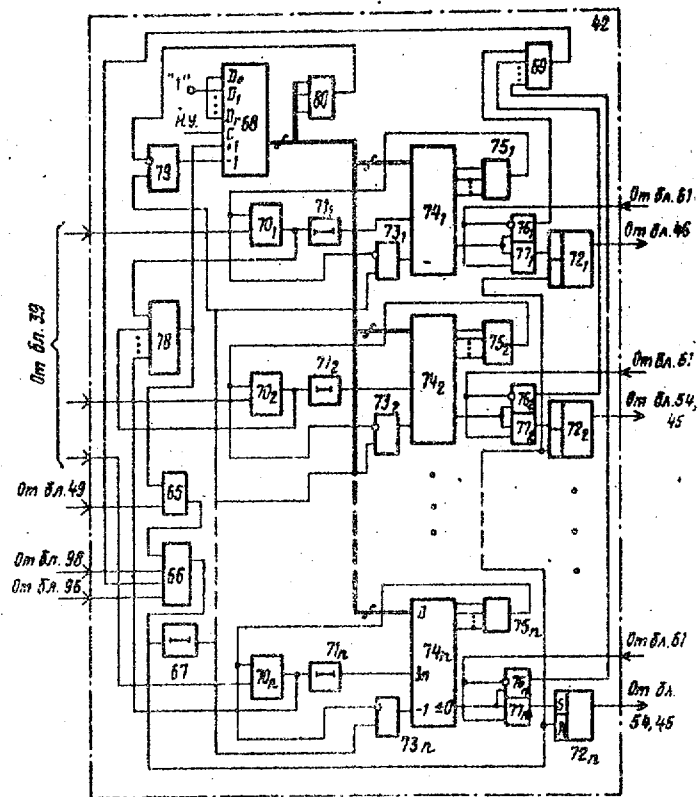 42
"1"
Н.У.
D₀
D₁
D_r
C
+1
-1
68
80
69
79
От бл. 39
70₁
71₁
73₁
74₁
75₁
76₁
77₁
72₁
От бл. 61
От бл. 46
78
70₂
71₂
73₂
74₂
75₂
76₂
77₂
72₂
От бл. 61
От бл. 54,
45
От бл. 49
65
От бл. 98
От бл. 96
66
67
70ₙ
71ₙ
73ₙ
D
Зп
-1
≤0
74ₙ
75ₙ
76ₙ
77ₙ
S
R
72ₙ
От бл. 61
От бл.
54, 45